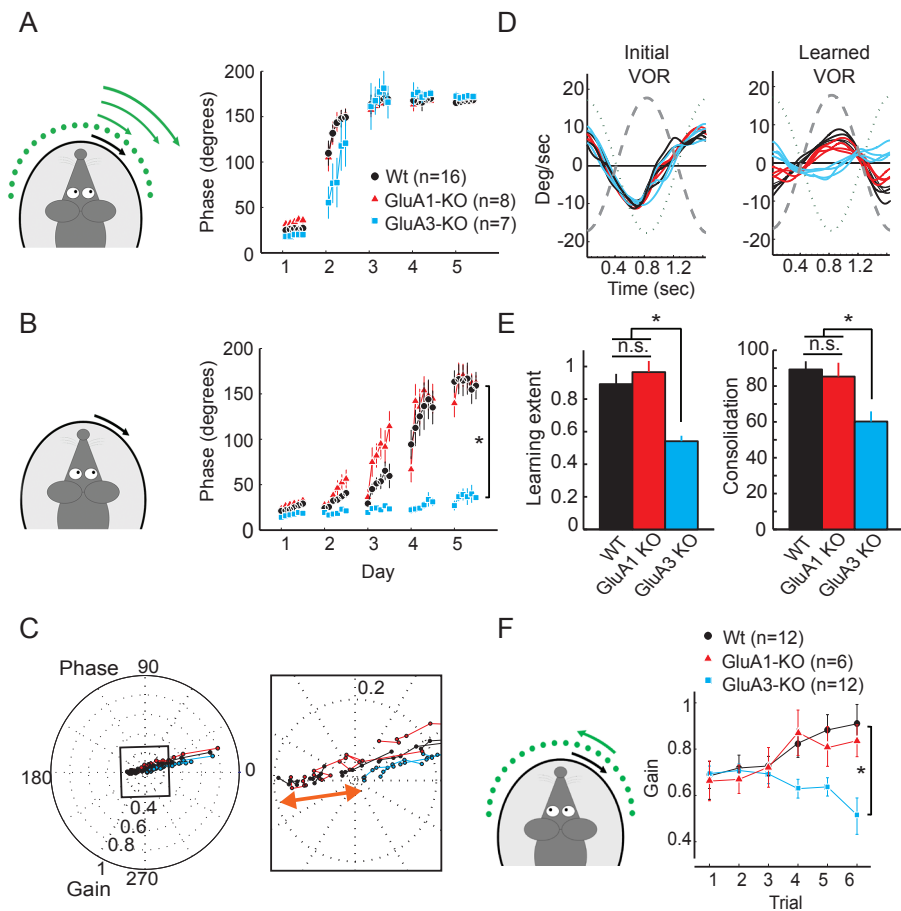 A
Phase (degrees)
200
150
100
50
0
Wt (n=16)
GluA1-KO (n=8)
GluA3-KO (n=7)
1 2 3 4 5
B
Phase (degrees)
200
150
100
50
0
*
1 2 3 4 5
Day
C
Phase
90
180
0
0.4
0.6
0.8
1
Gain
270
0.2
D
Initial
VOR
Learned
VOR
Deg/sec
20
10
0
-10
-20
0.4 0.8 1.2
Time (sec)
20
10
0
-10
-20
0.4 0.8 1.2
E
Learning extent
1
0.8
0.6
0.4
0.2
0
*
n.s.
WT
GluA1 KO
GluA3 KO
Consolidation
100
80
60
40
20
0
*
n.s.
WT
GluA1 KO
GluA3 KO
F
Wt (n=12)
GluA1-KO (n=6)
GluA3-KO (n=12)
Gain
1
0.8
0.6
0.4
*
1 2 3 4 5 6
Trial